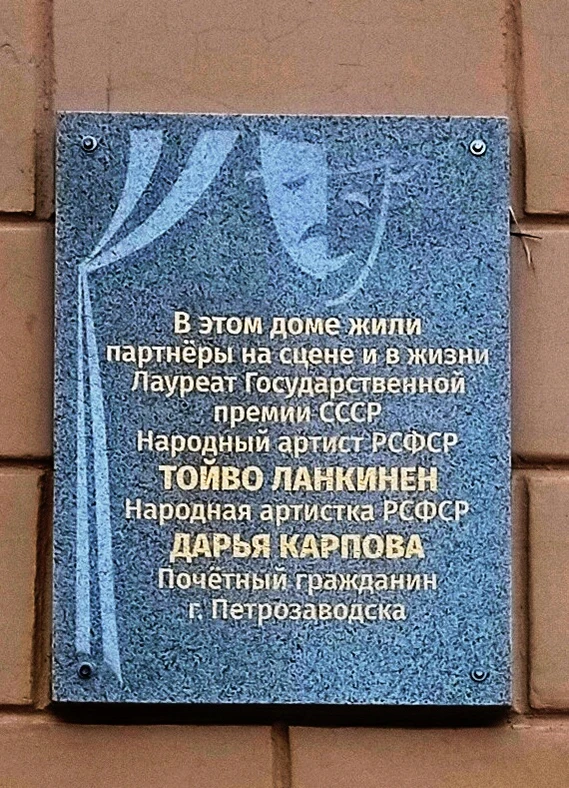 В этом доме жили
партнёры на сцене и в жизни
Лауреат Государственной
премии СССР
Народный артист РСФСР
ТОЙВО ЛАНКИНЕН
Народная артистка РСФСР
ДАРЬЯ КАРПОВА
Почётный гражданин
г. Петрозаводска